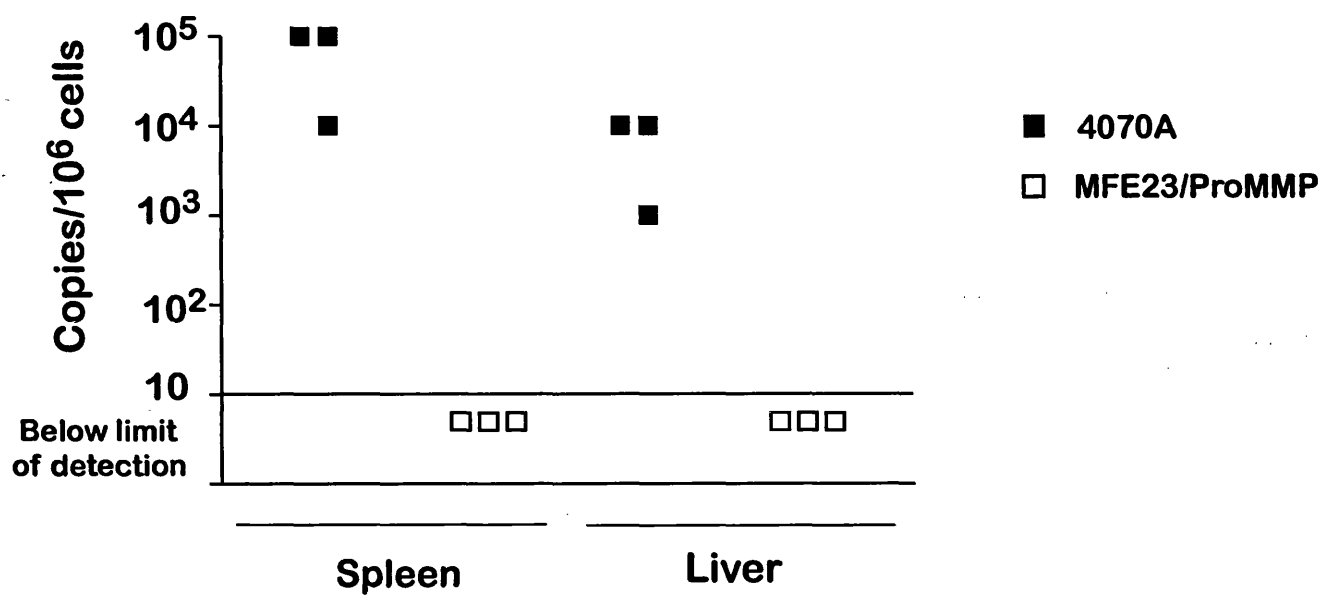 Copies/10⁶ cells
10⁵
10⁴
10³
10²
10
Below limit
of detection
Spleen
Liver
4070A
MFE23/ProMMP